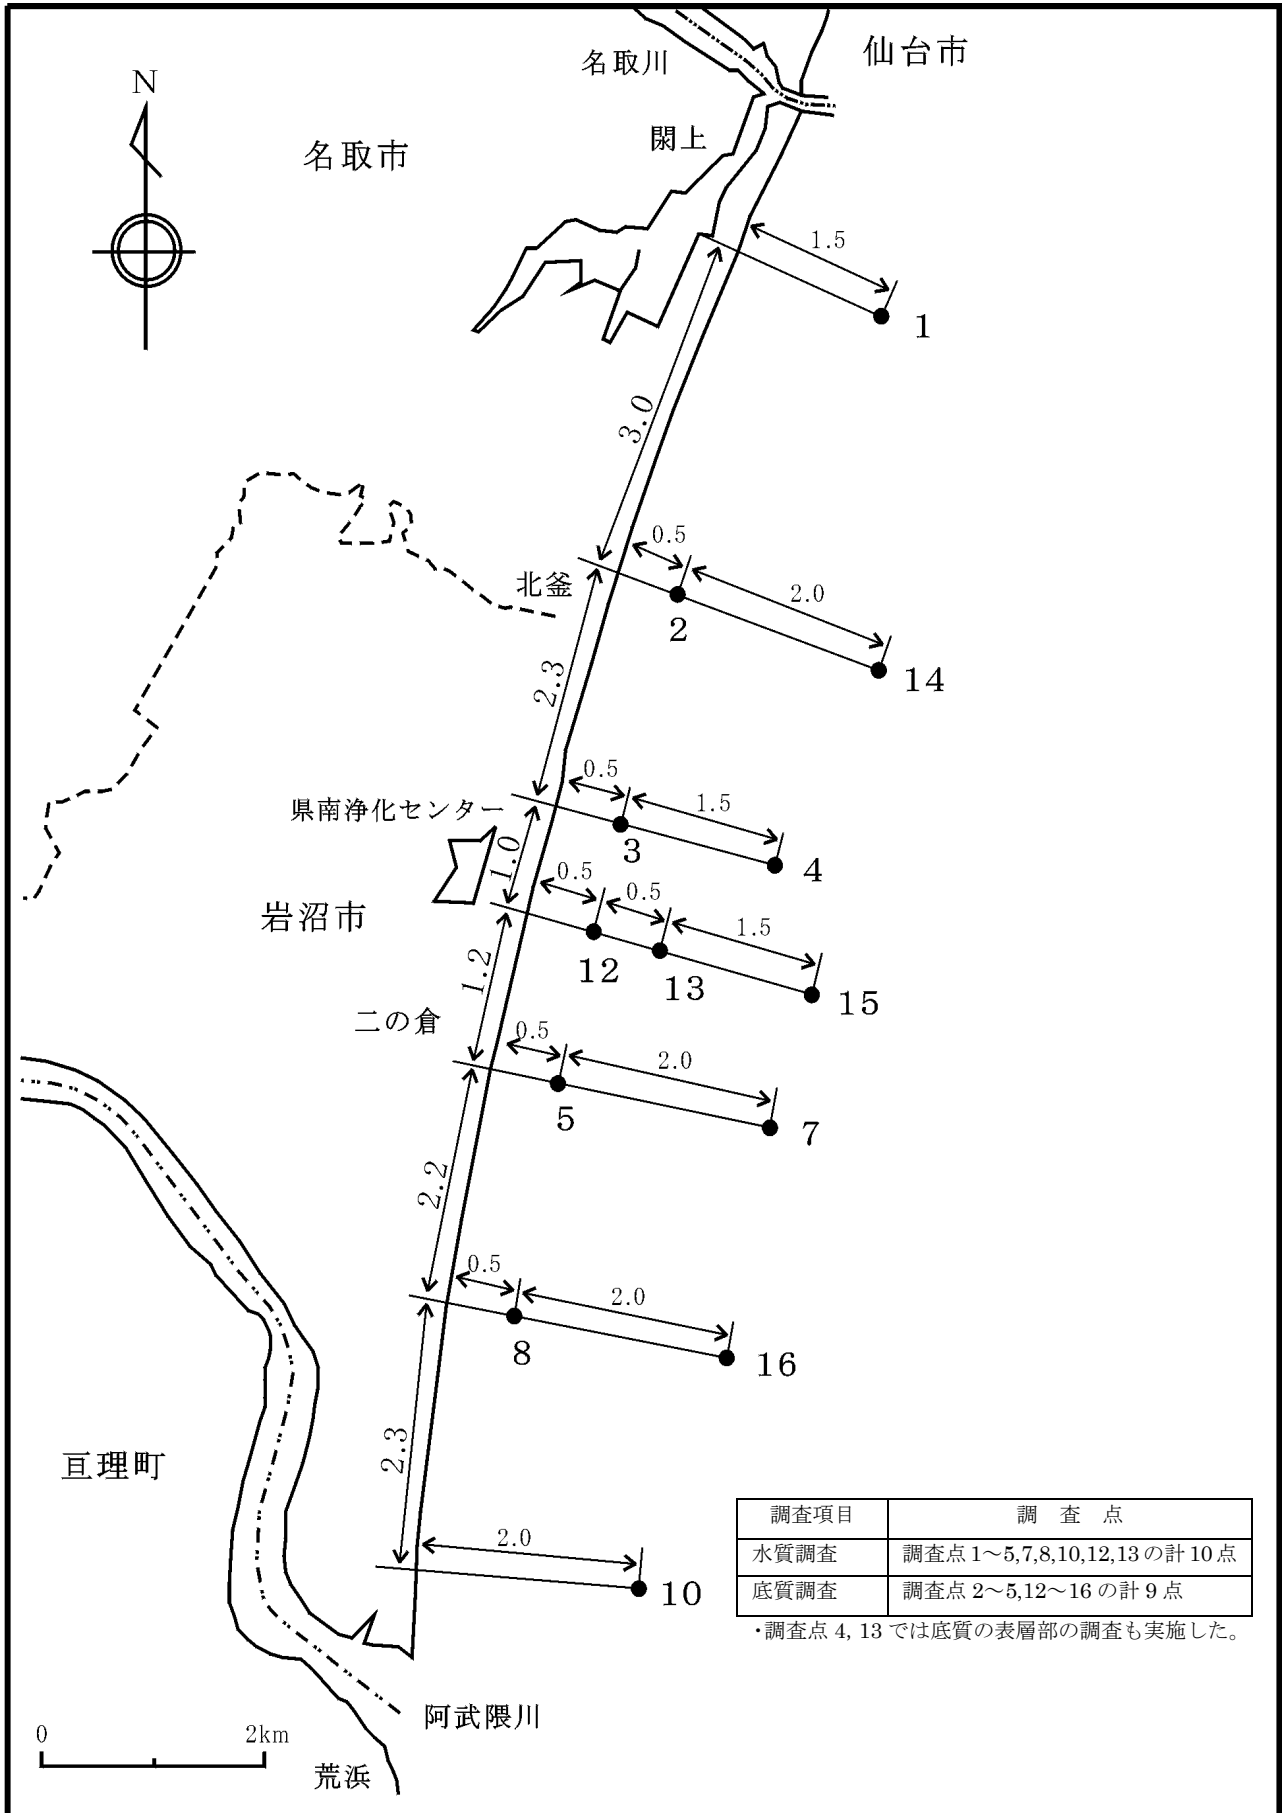 仙台市
名取川
N
閖上
名取市
1.5
1
3.0
0.5
北釜
2.0
2
14
2.3
0.5
1.5
県南浄化センター
3
1.0
4
0.5
0.5
1.5
岩沼市
12
13
1.2
15
二の倉
0.5
2.0
5
7
2.2
0.5
2.0
8
16
2.3
亘理町
2.0
10
調査項目 調 査 点
水質調査 調査点1～5,7,8,10,12,13の計10点
底質調査 調査点2～5,12～16の計9点
・調査点4, 13では底質の表層部の調査も実施した。
阿武隈川
0 2km
荒浜